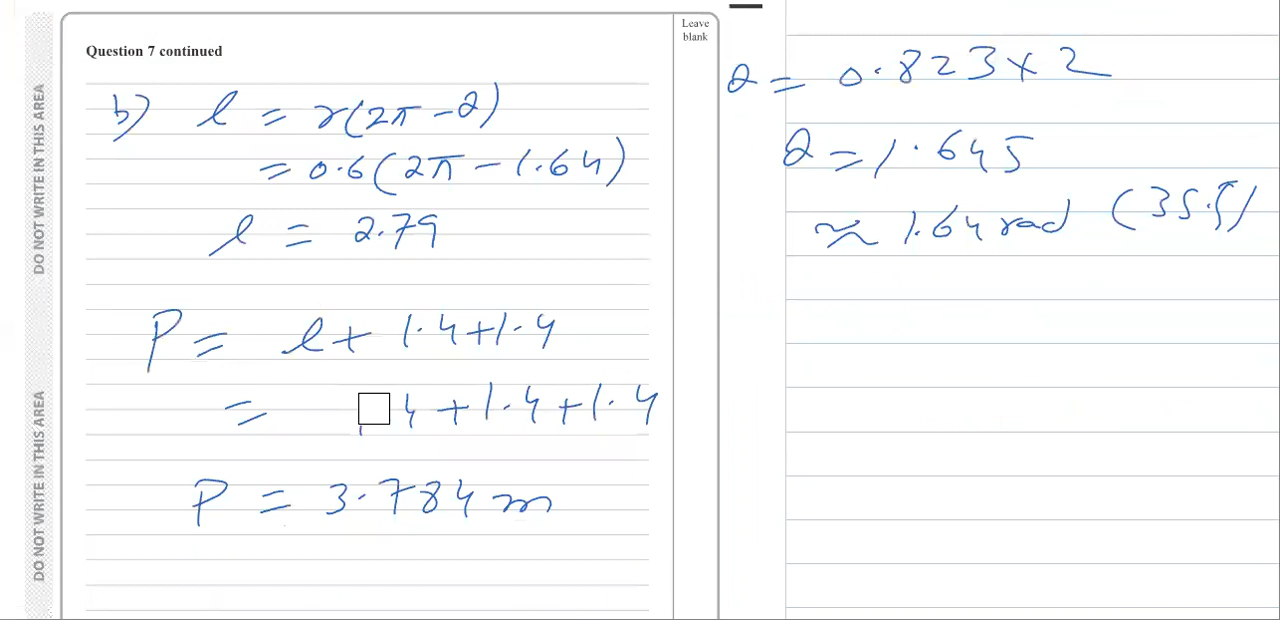 Leave
blank
Question 7 continued
b) l = r(2π - θ)
= 0.6(2π - 1.64)
l = 2.79
P = l + 1.4 + 1.4
= 4 + 1.4 + 1.4
P = 3.784 m
DO NOT WRITE IN THIS AREA
DO NOT WRITE IN THIS AREA
θ = 0.823 × 2
θ = 1.645
≈ 1.64 rad (3 s.f)